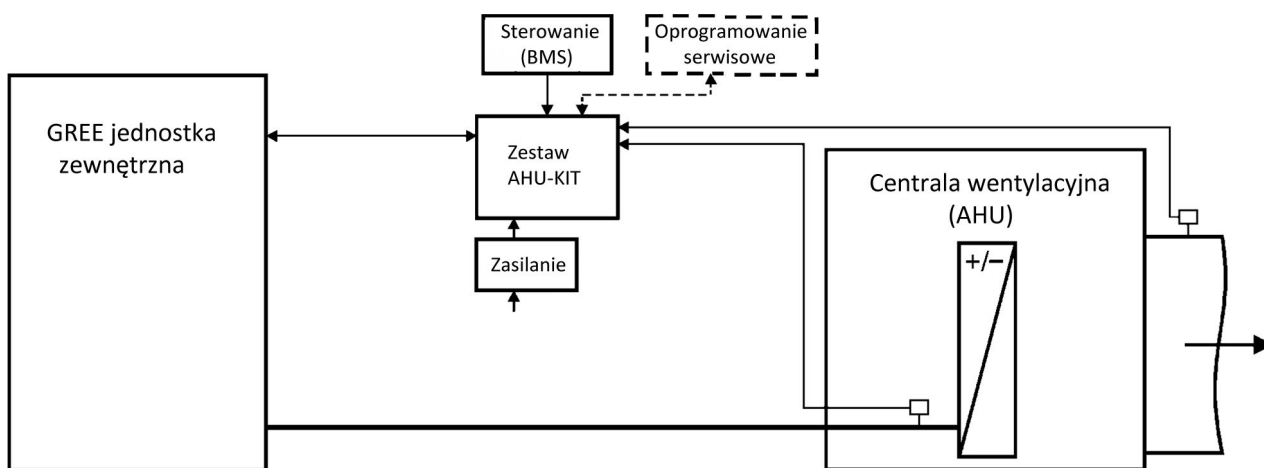 Sterowanie
(BMS)
Oprogramowanie
serwisowe
GREE jednostka
zewnętrzna
Zestaw
AHU-KIT
Zasilanie
Centrala wentylacyjna
(AHU)
+/−